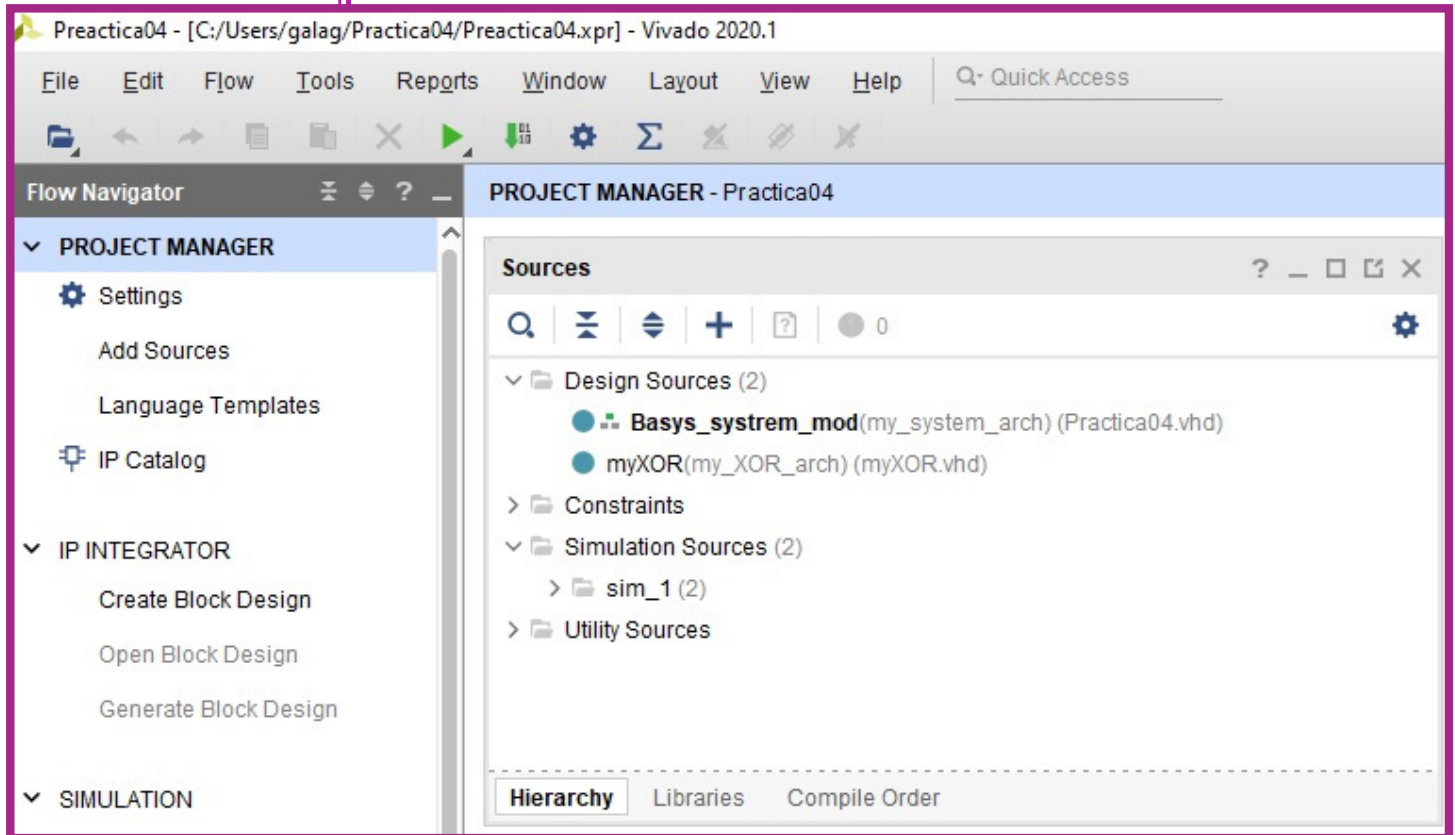 Preactica04 - [C:/Users/galag/Practica04/Preactica04.xpr] - Vivado 2020.1
File Edit Flow Tools Reports Window Layout View Help Quick Access
Flow Navigator ? PROJECT MANAGER - Practica04
PROJECT MANAGER
Settings
Add Sources
Language Templates
IP Catalog
IP INTEGRATOR
Create Block Design
Open Block Design
Generate Block Design
SIMULATION
Sources ?
? 0
Design Sources (2)
Basys_systrem_mod(my_system_arch) (Practica04.vhd)
myXOR(my_XOR_arch) (myXOR.vhd)
Constraints
Simulation Sources (2)
sim_1 (2)
Utility Sources
Hierarchy Libraries Compile Order